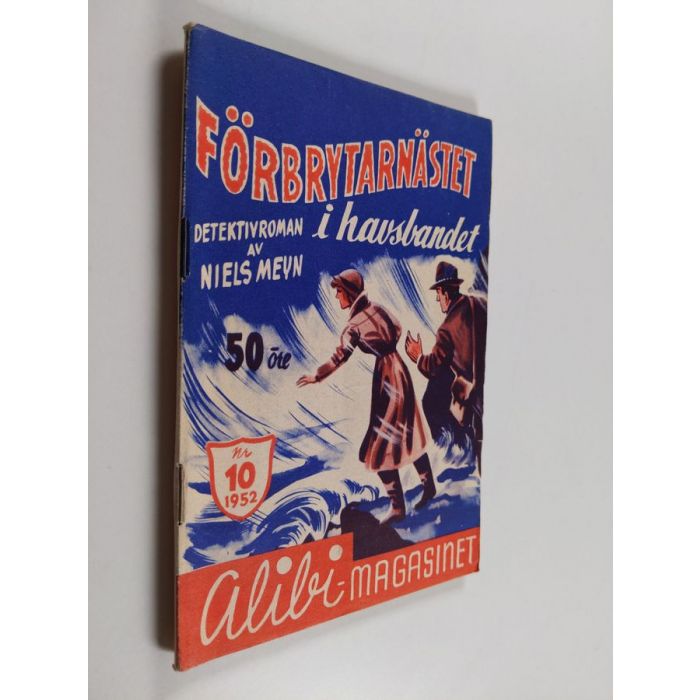 FÖRBRYTARNÄSTET
i havsbandet
DETEKTIVROMAN
AV
NIELS MEYN
50 öre
Nr
10
1952
Alibi-MAGASINET